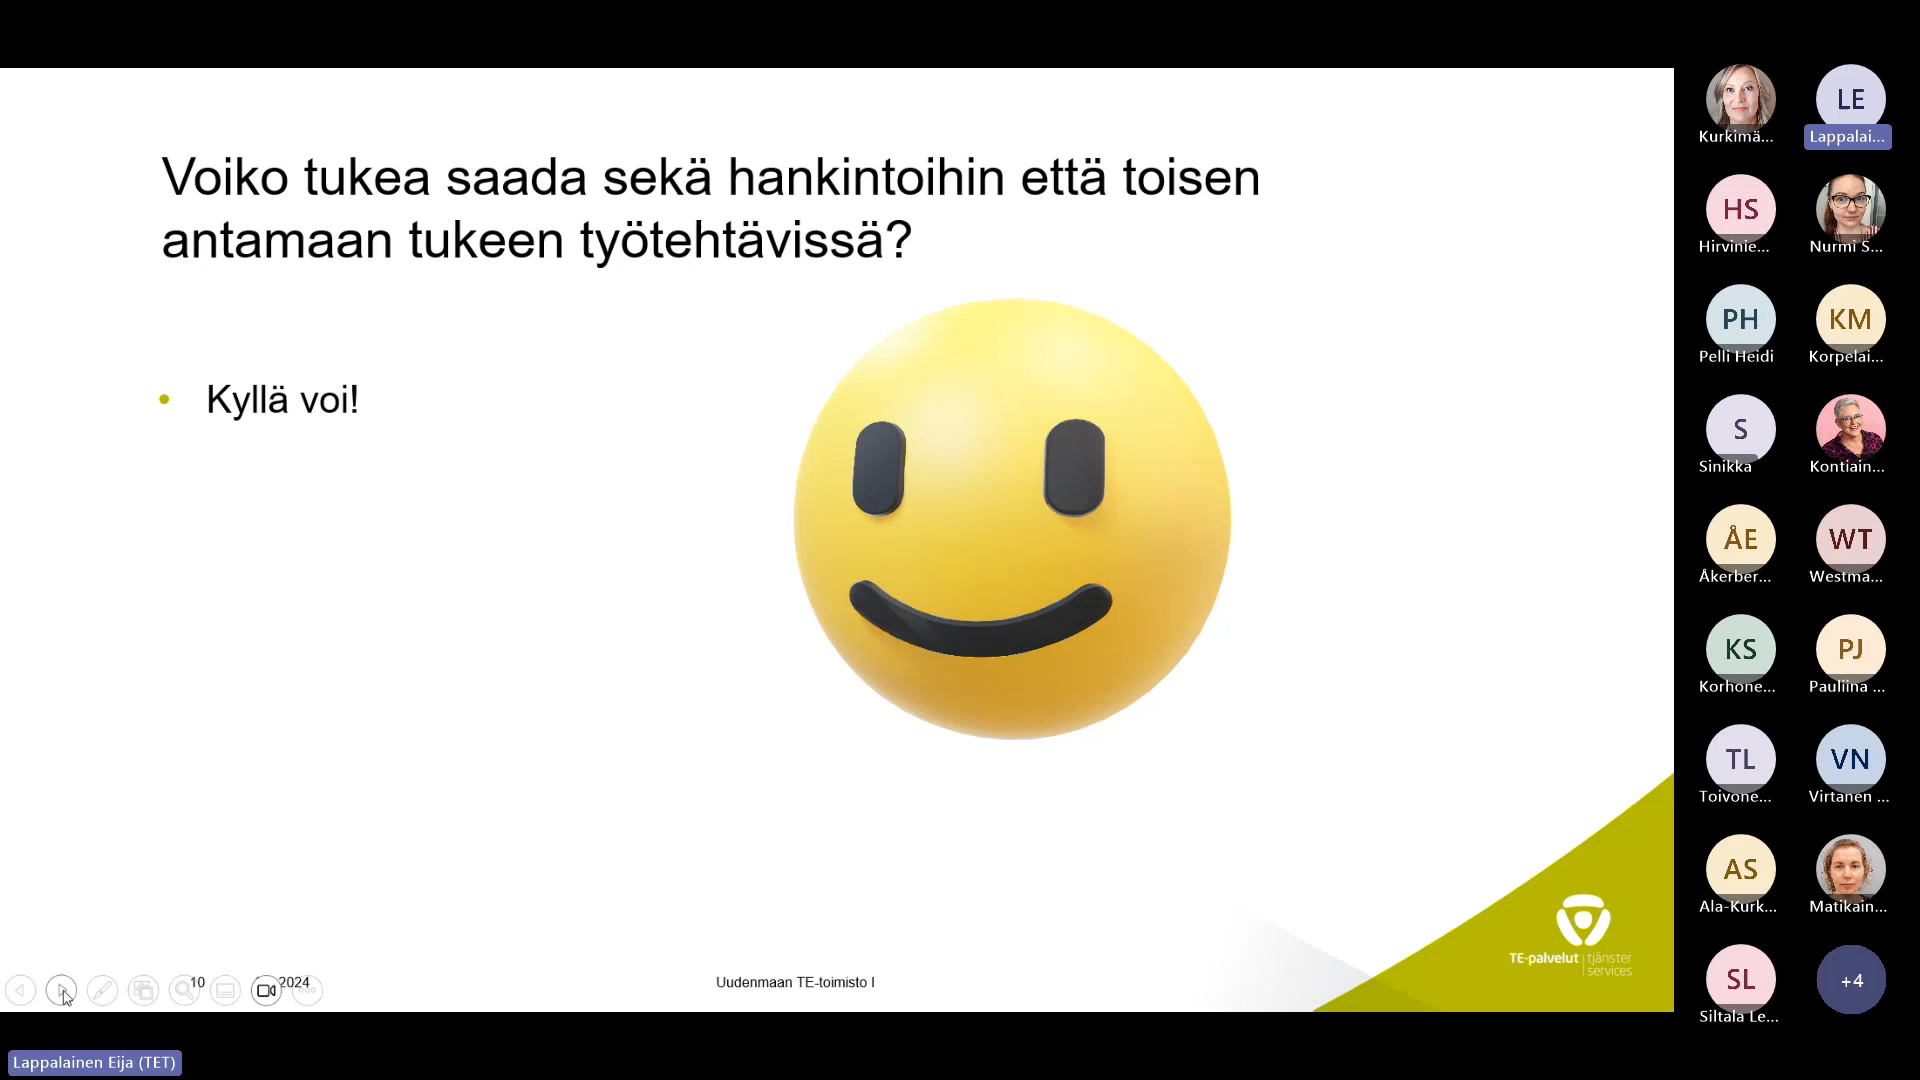 Voiko tukea saada sekä hankintoihin että toisen
antamaan tukeen työtehtävissä?
• Kyllä voi!
10
2024
Uudenmaan TE-toimisto I
TE-palvelut | tjänster
services
Lappalainen Eija (TET)
Kurkimä...
LE
Lappalai...
HS
Hirvinie...
Nurmi S...
PH
Pelli Heidi
KM
Korpelai...
S
Sinikka
Kontiain...
ÅE
Åkerber...
WT
Westma...
KS
Korhone...
PJ
Pauliina ...
TL
Toivone...
VN
Virtanen ...
AS
Ala-Kurk...
Matikain...
SL
Siltala Le...
+4